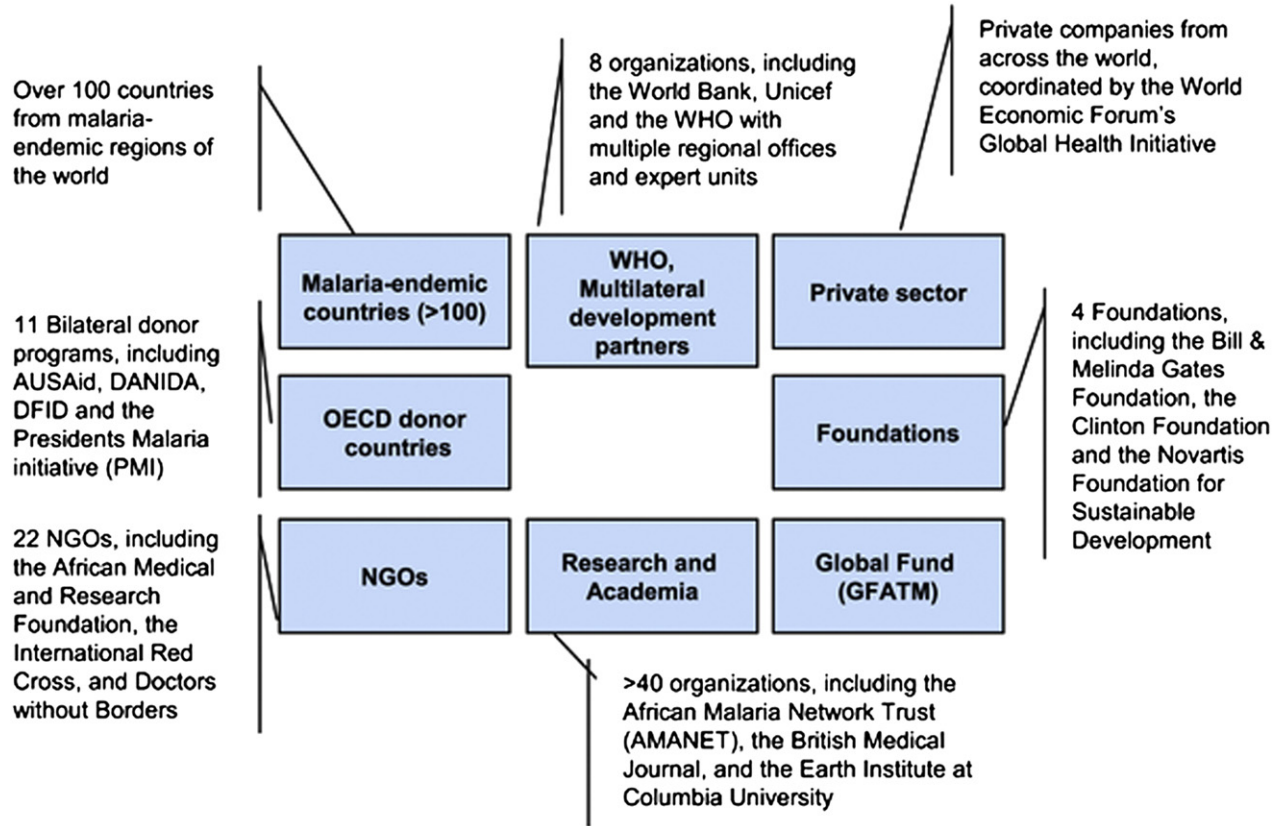 Over 100 countries
from malaria-
endemic regions of
the world
8 organizations, including
the World Bank, Unicef
and the WHO with
multiple regional offices
and expert units
Private companies from
across the world,
coordinated by the World
Economic Forum's
Global Health Initiative
Malaria-endemic
countries (>100)
WHO,
Multilateral
development
partners
Private sector
11 Bilateral donor
programs, including
AUSAid, DANIDA,
DFID and the
Presidents Malaria
initiative (PMI)
OECD donor
countries
Foundations
4 Foundations,
including the Bill &
Melinda Gates
Foundation, the
Clinton Foundation
and the Novartis
Foundation for
Sustainable
Development
22 NGOs, including
the African Medical
and Research
Foundation, the
International Red
Cross, and Doctors
without Borders
NGOs
Research and
Academia
Global Fund
(GFATM)
>40 organizations, including the
African Malaria Network Trust
(AMANET), the British Medical
Journal, and the Earth Institute at
Columbia University